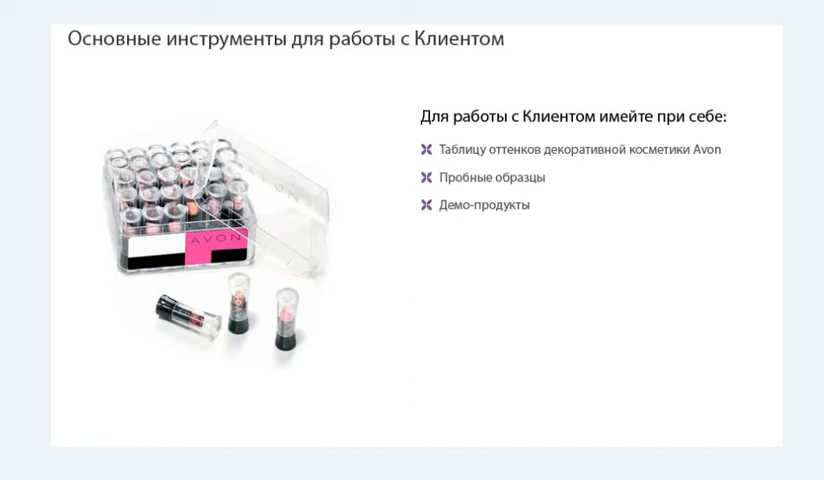 Основные инструменты для работы с Клиентом
Для работы с Клиентом имейте при себе:
Таблицу оттенков декоративной косметики Avon
Пробные образцы
Демо-продукты
AVON